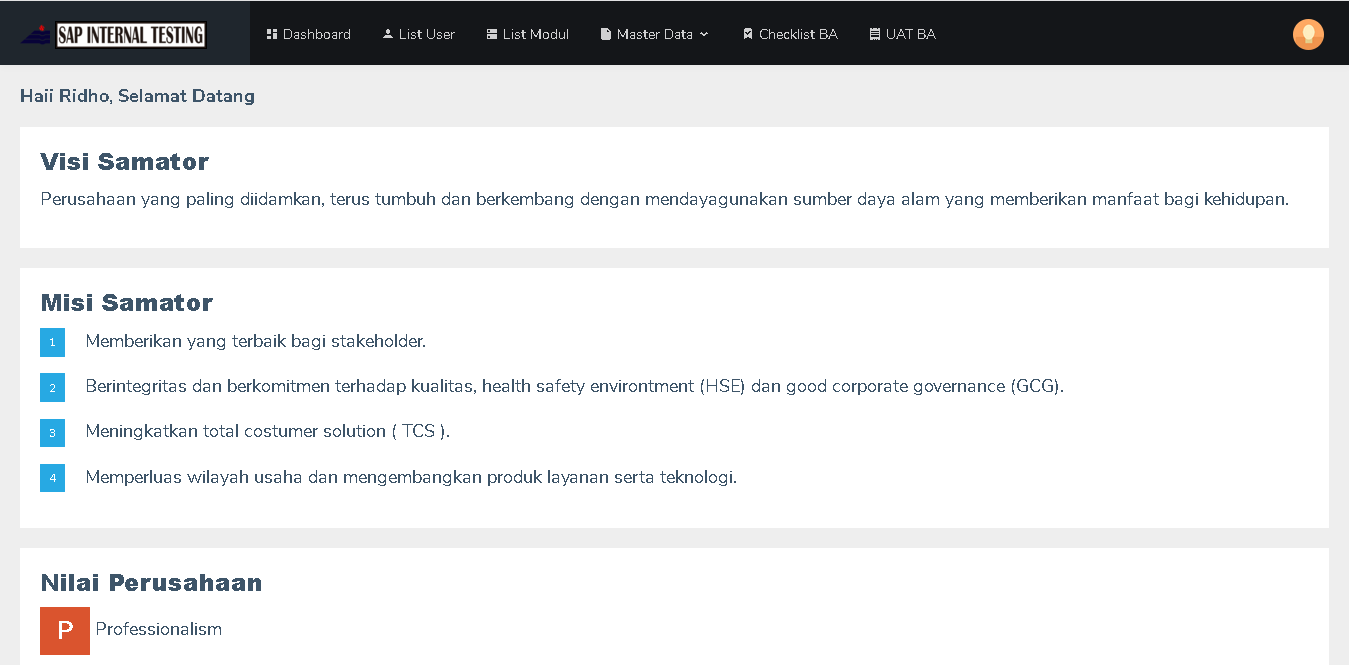 SAP INTERNAL TESTING
Dashboard
List User
List Modul
Master Data
Checklist BA
UAT BA
Haii Ridho, Selamat Datang
Visi Samator
Perusahaan yang paling diidamkan, terus tumbuh dan berkembang dengan mendayagunakan sumber daya alam yang memberikan manfaat bagi kehidupan.
Misi Samator
1 Memberikan yang terbaik bagi stakeholder.
2 Berintegritas dan berkomitmen terhadap kualitas, health safety environtment (HSE) dan good corporate governance (GCG).
3 Meningkatkan total costumer solution ( TCS ).
4 Memperluas wilayah usaha dan mengembangkan produk layanan serta teknologi.
Nilai Perusahaan
P Professionalism